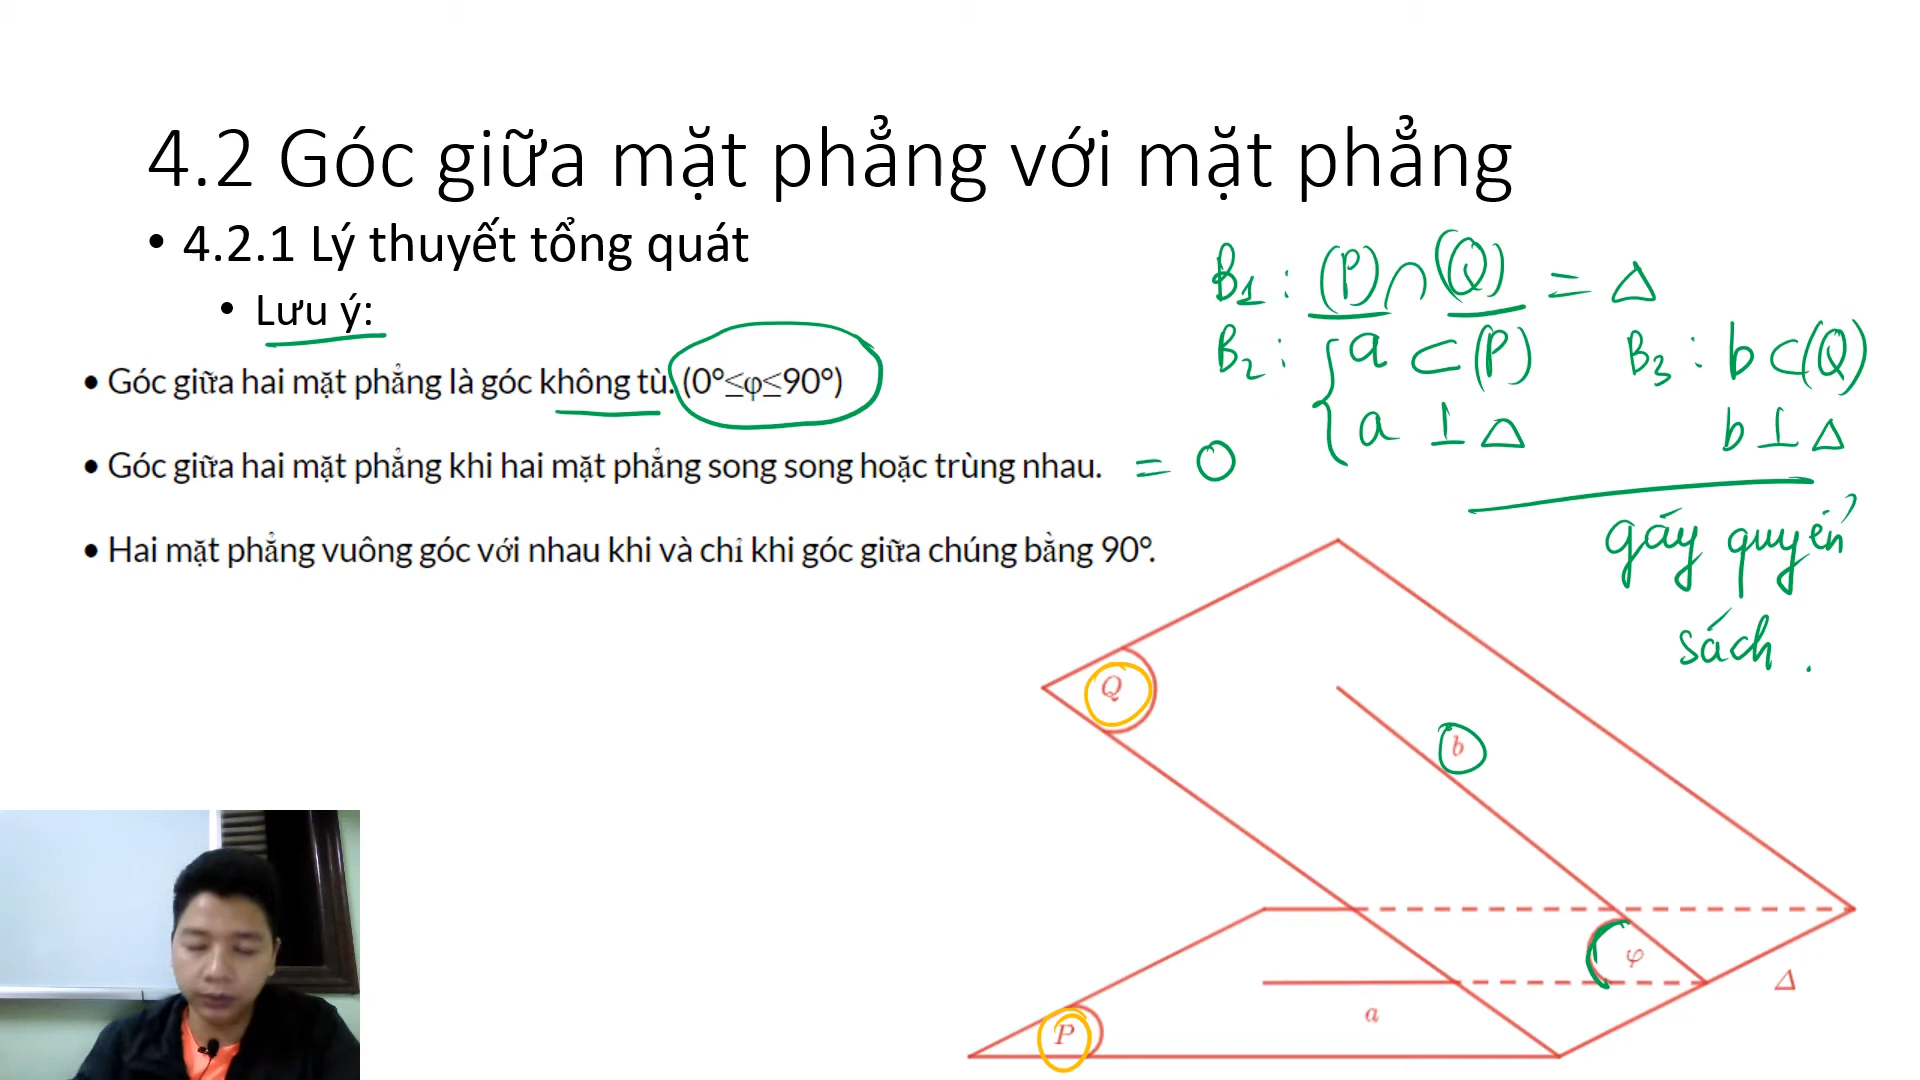 4.2 Góc giữa mặt phẳng với mặt phẳng
• 4.2.1 Lý thuyết tổng quát
• Lưu ý:
• Góc giữa hai mặt phẳng là góc không tù. (0°≤φ≤90°)
• Góc giữa hai mặt phẳng khi hai mặt phẳng song song hoặc trùng nhau. = 0
• Hai mặt phẳng vuông góc với nhau khi và chỉ khi góc giữa chúng bằng 90°.
B1 : (P) ∩ (Q) = Δ
B2 : { a ⊂ (P)
a ⊥ Δ
B3 : b ⊂ (Q)
b ⊥ Δ
gáy quyển
sách .
Q
b
φ
Δ
a
P